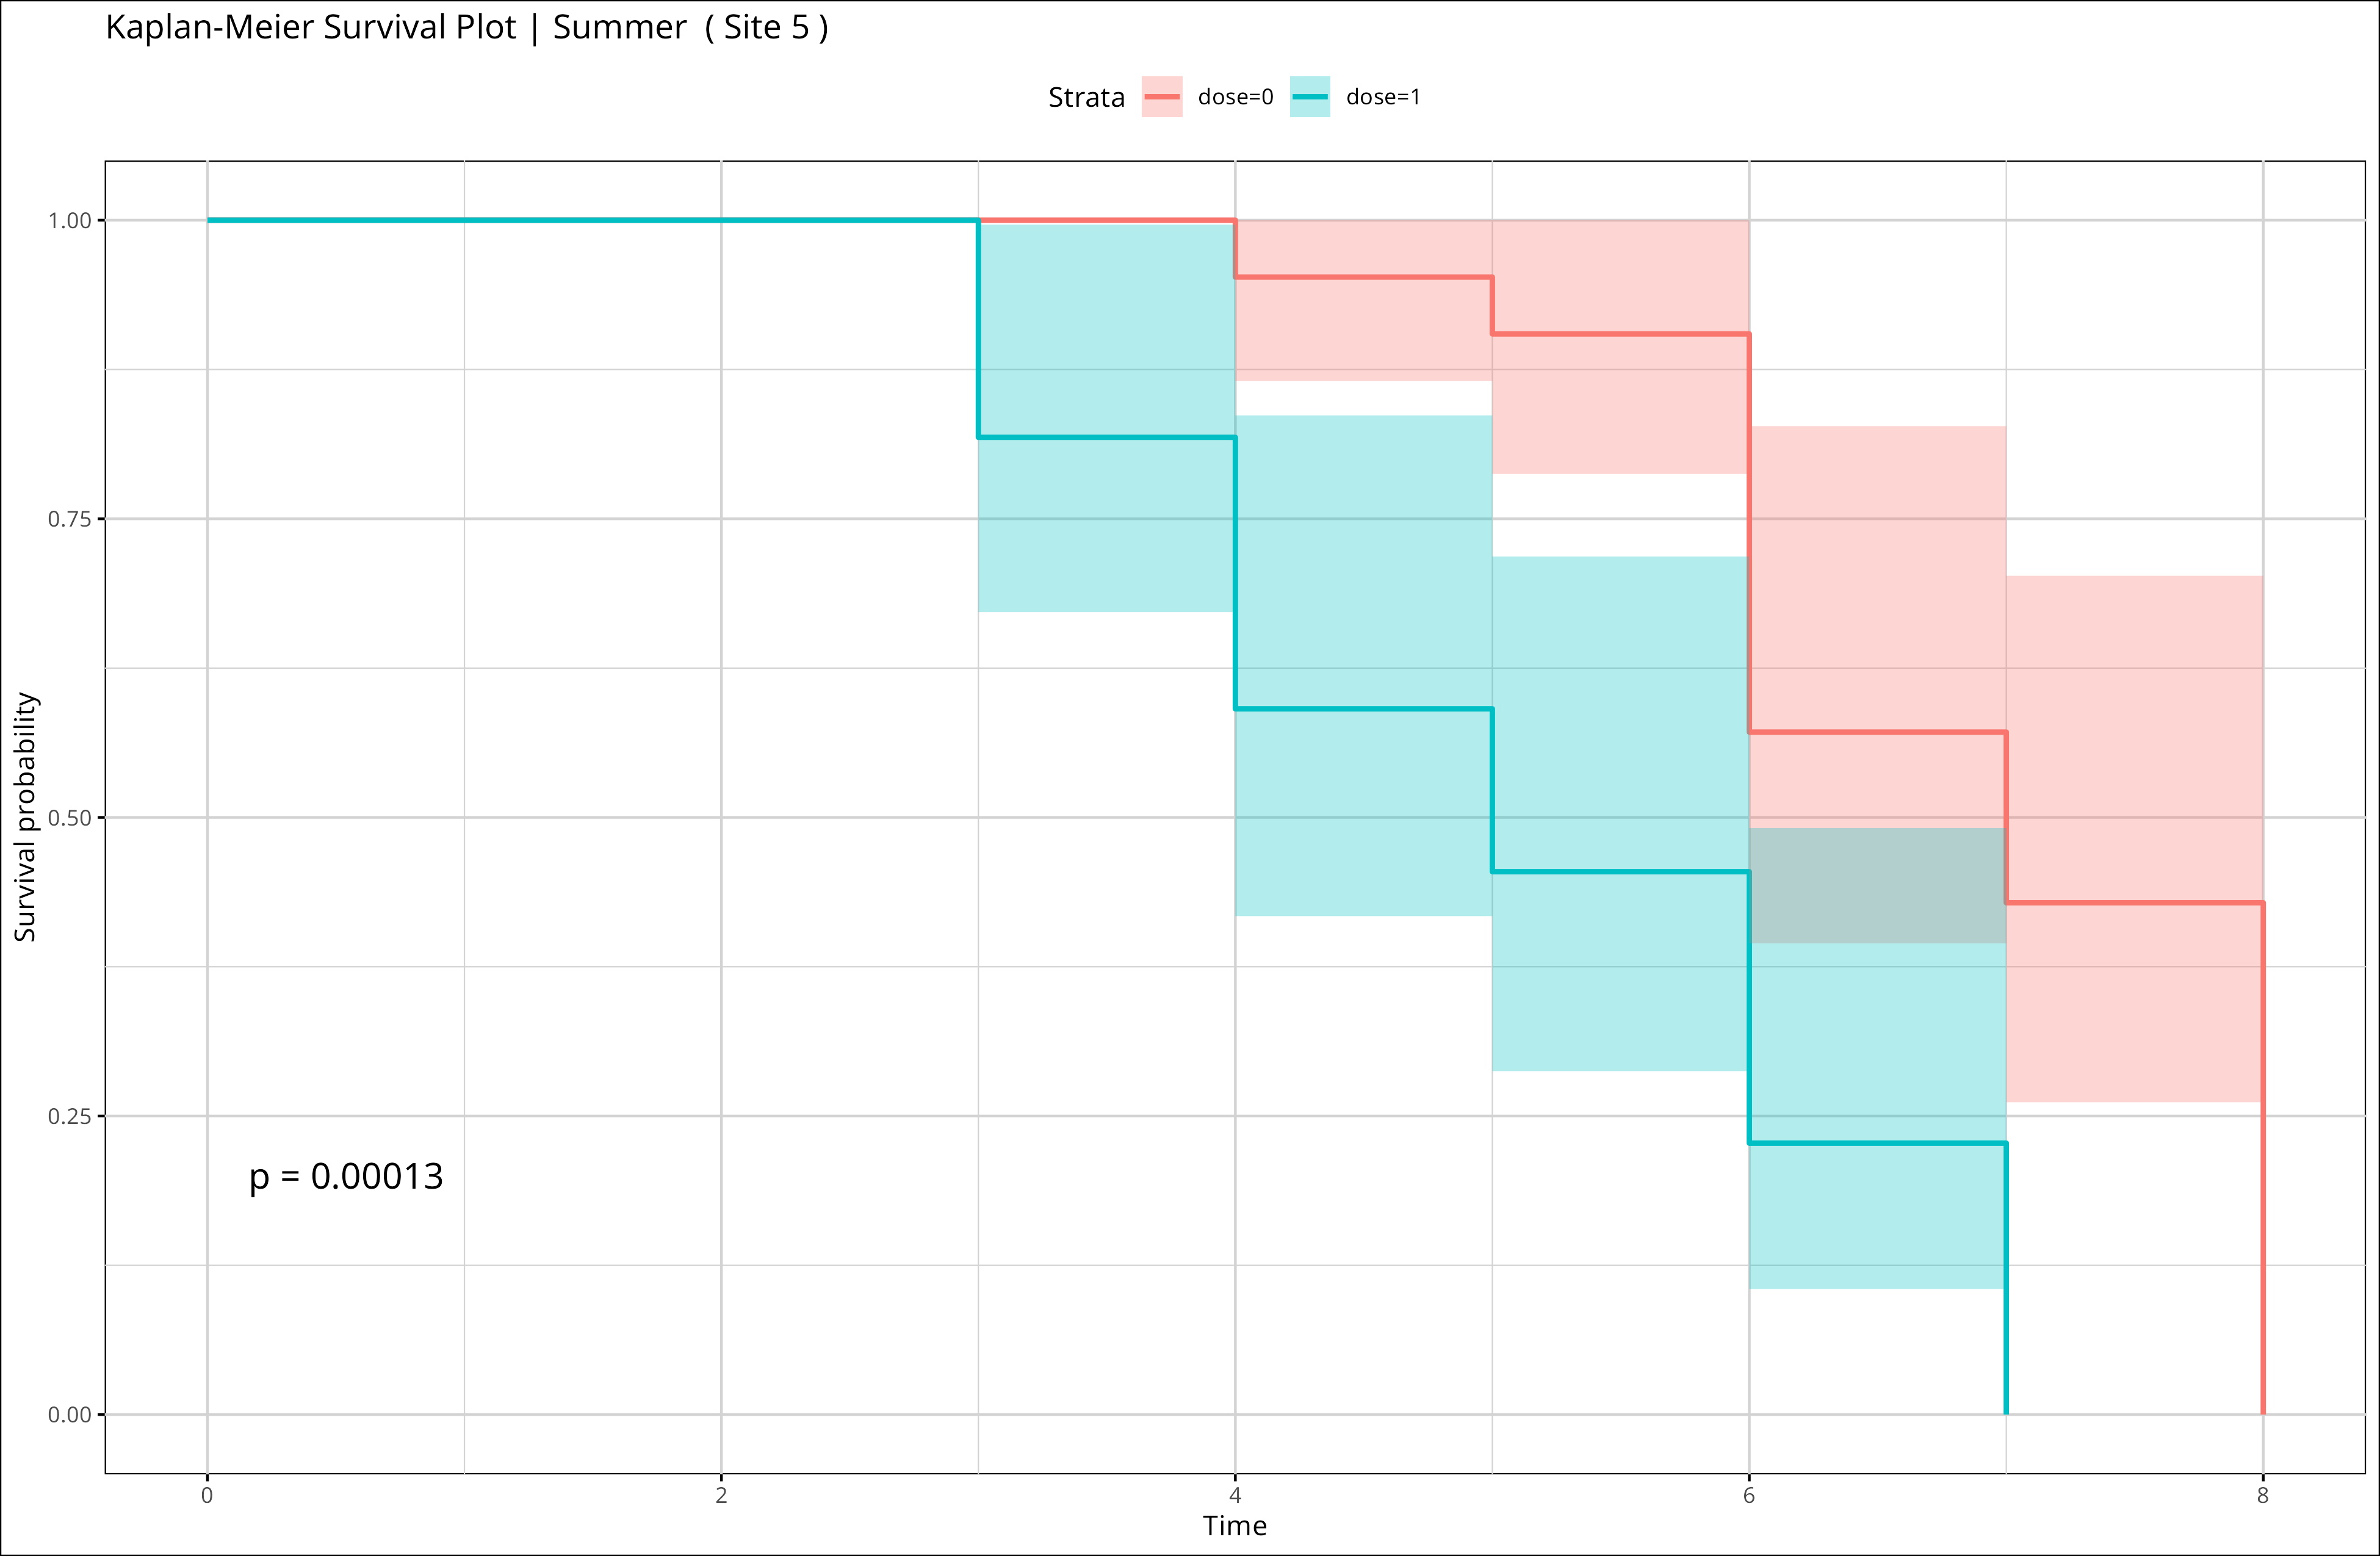 Kaplan-Meier Survival Plot | Summer  ( Site 5 )
Strata dose=0 dose=1
Survival probability
1.00
0.75
0.50
0.25
0.00
p = 0.00013
0 2 4 6 8
Time